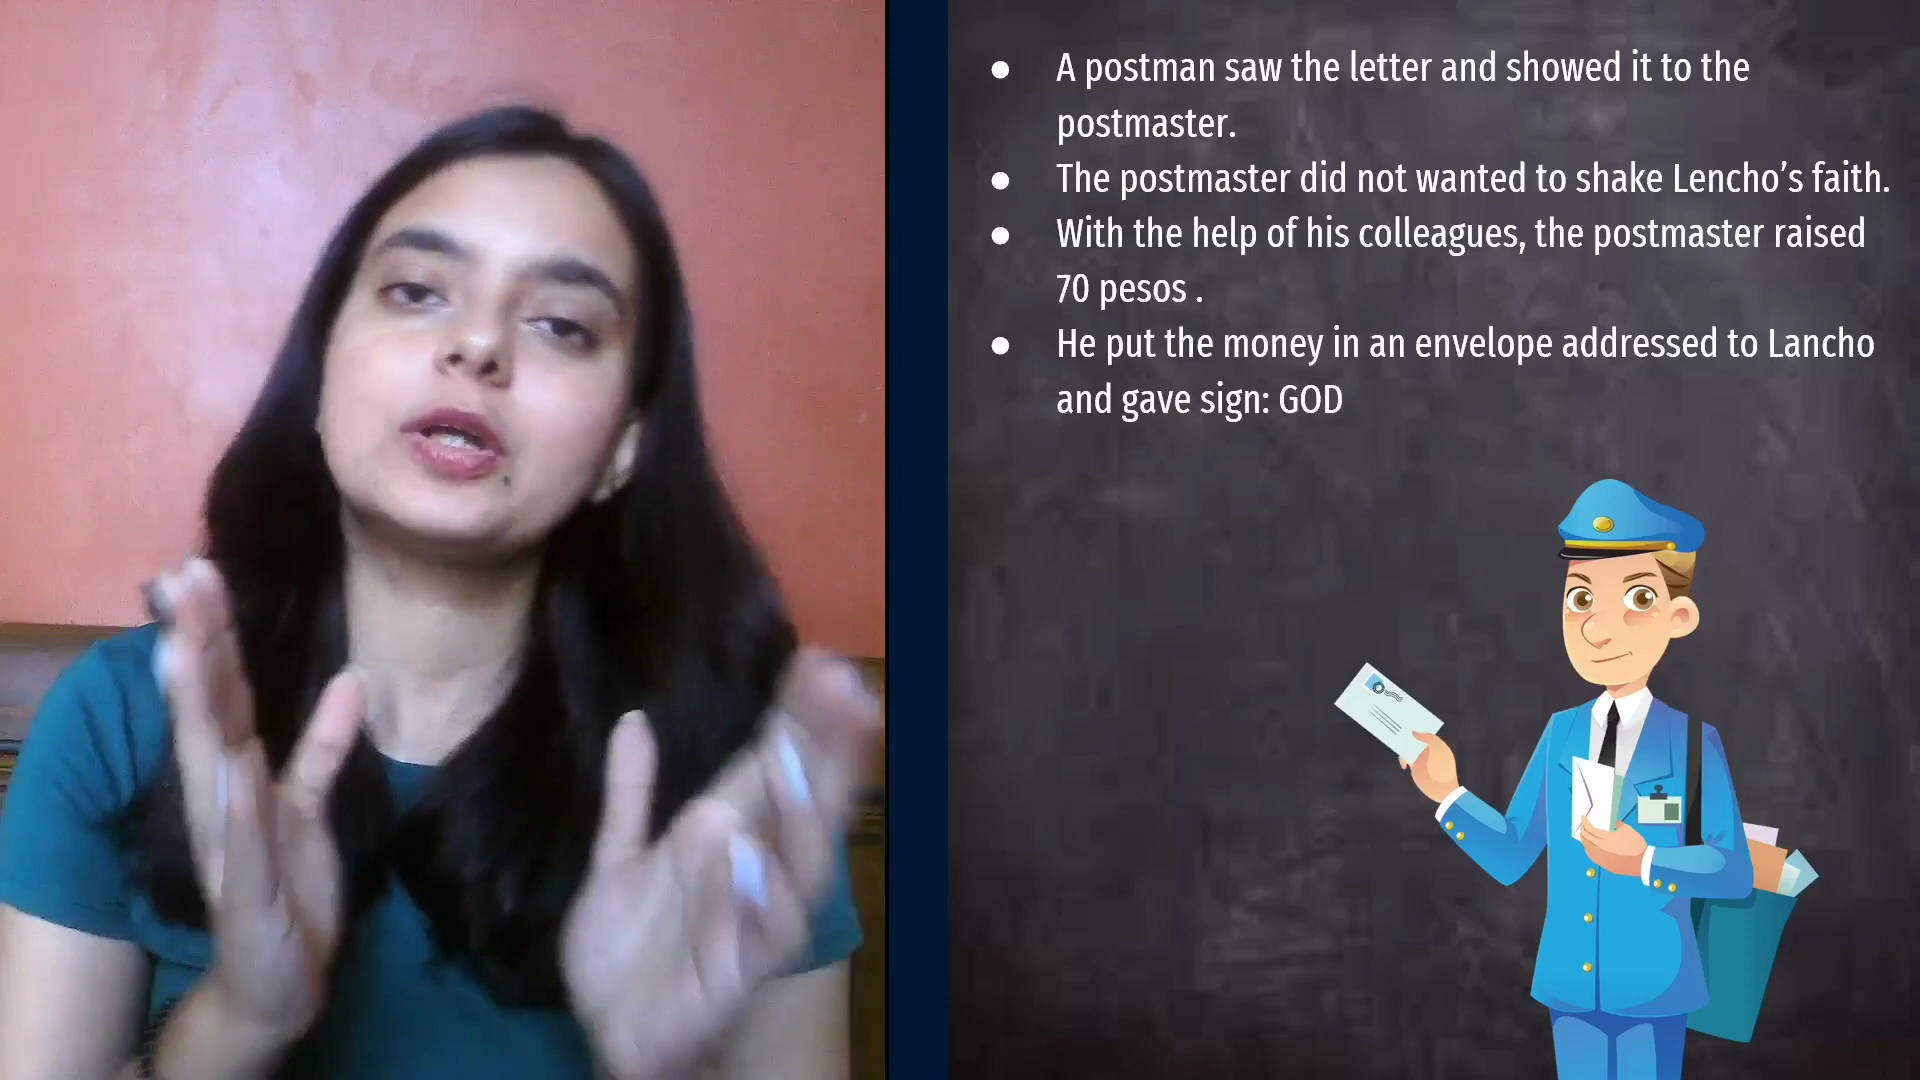 ● A postman saw the letter and showed it to the
postmaster.
● The postmaster did not wanted to shake Lencho’s faith.
● With the help of his colleagues, the postmaster raised
70 pesos .
● He put the money in an envelope addressed to Lancho
and gave sign: GOD